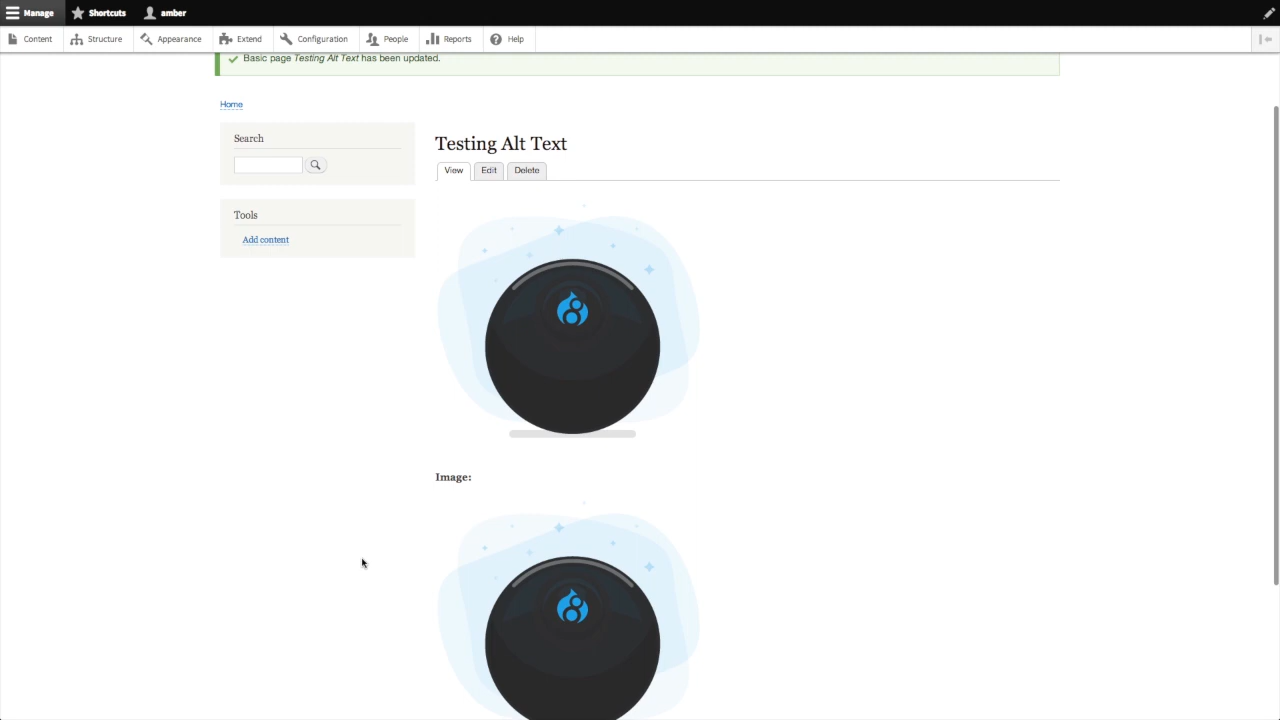 Manage Shortcuts amber
Content Structure Appearance Extend Configuration People Reports Help
Basic page Testing Alt Text has been updated.
Home
Search
Testing Alt Text
View Edit Delete
Tools
Add content
Image: